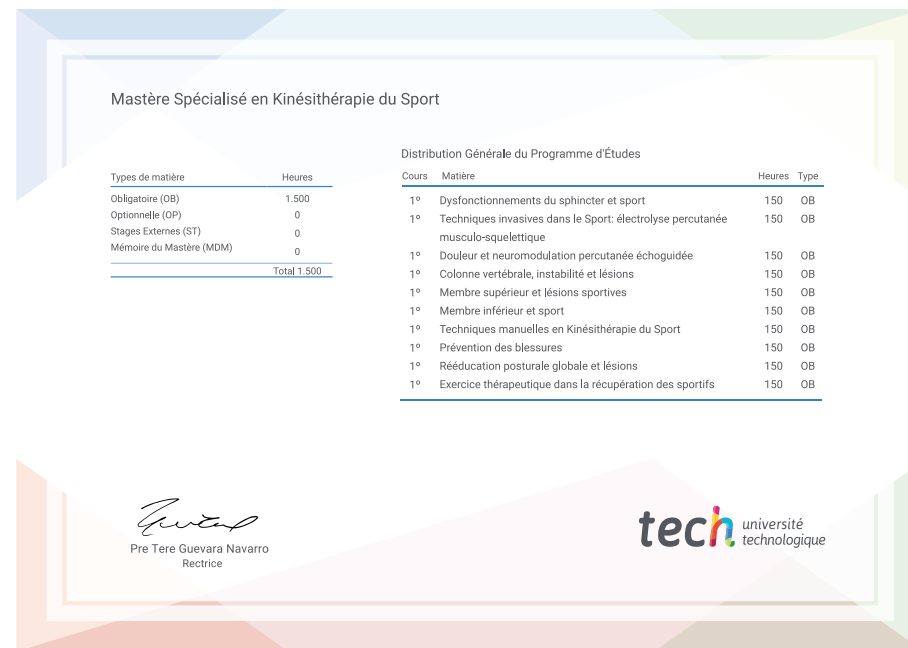 Mastère Spécialisé en Kinésithérapie du Sport
Types de matière Heures
Obligatoire (OB) 1.500
Optionnelle (OP) 0
Stages Externes (ST) 0
Mémoire du Mastère (MDM) 0
Total 1.500
Distribution Générale du Programme d'Études
Cours Matière Heures Type
1º Dysfonctionnements du sphincter et sport 150 OB
1º Techniques invasives dans le Sport: électrolyse percutanée 150 OB
musculo-squelettique
1º Douleur et neuromodulation percutanée échoguidée 150 OB
1º Colonne vertébrale, instabilité et lésions 150 OB
1º Membre supérieur et lésions sportives 150 OB
1º Membre inférieur et sport 150 OB
1º Techniques manuelles en Kinésithérapie du Sport 150 OB
1º Prévention des blessures 150 OB
1º Rééducation posturale globale et lésions 150 OB
1º Exercice thérapeutique dans la récupération des sportifs 150 OB
Pre Tere Guevara Navarro
Rectrice
tech université
technologique